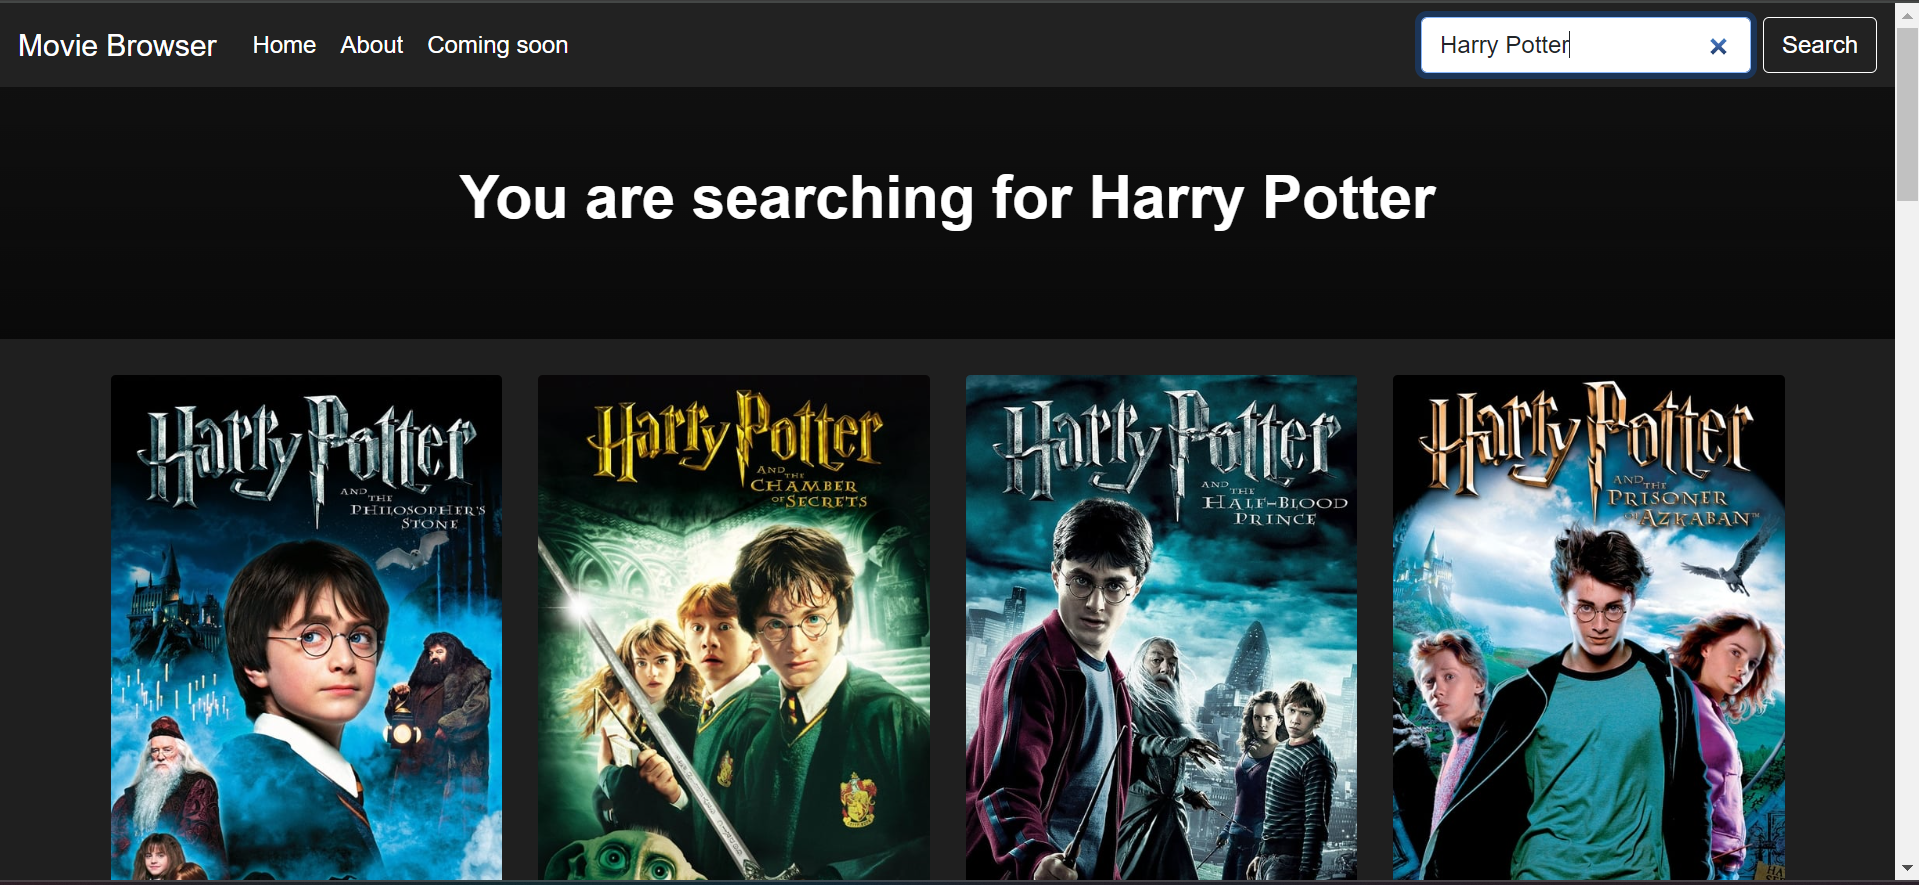 Movie Browser Home About Coming soon Harry Potter Search
You are searching for Harry Potter
Harry Potter
AND THE
PHILOSOPHER'S
STONE
Harry Potter
AND THE
CHAMBER
OF SECRETS
Harry Potter
AND THE
HALF-BLOOD
PRINCE
Harry Potter
AND THE
PRISONER
OF AZKABAN™